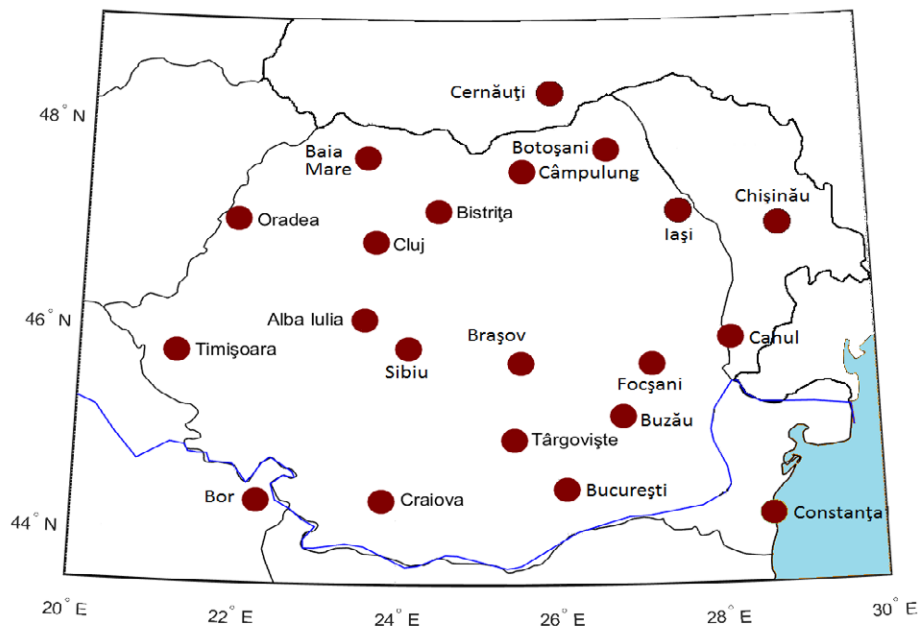 48° N
46° N
44° N
Cernăuţi
Botoşani
Câmpulung
Baia
Mare
Chișinău
Bistriţa
Oradea
Iaşi
Cluj
Alba Iulia
Braşov
Cahul
Timişoara
Sibiu
Focşani
Buzău
Târgovişte
Bucureşti
Bor
Craiova
Constanţa
20° E
22° E
24° E
26° E
28° E
30° E